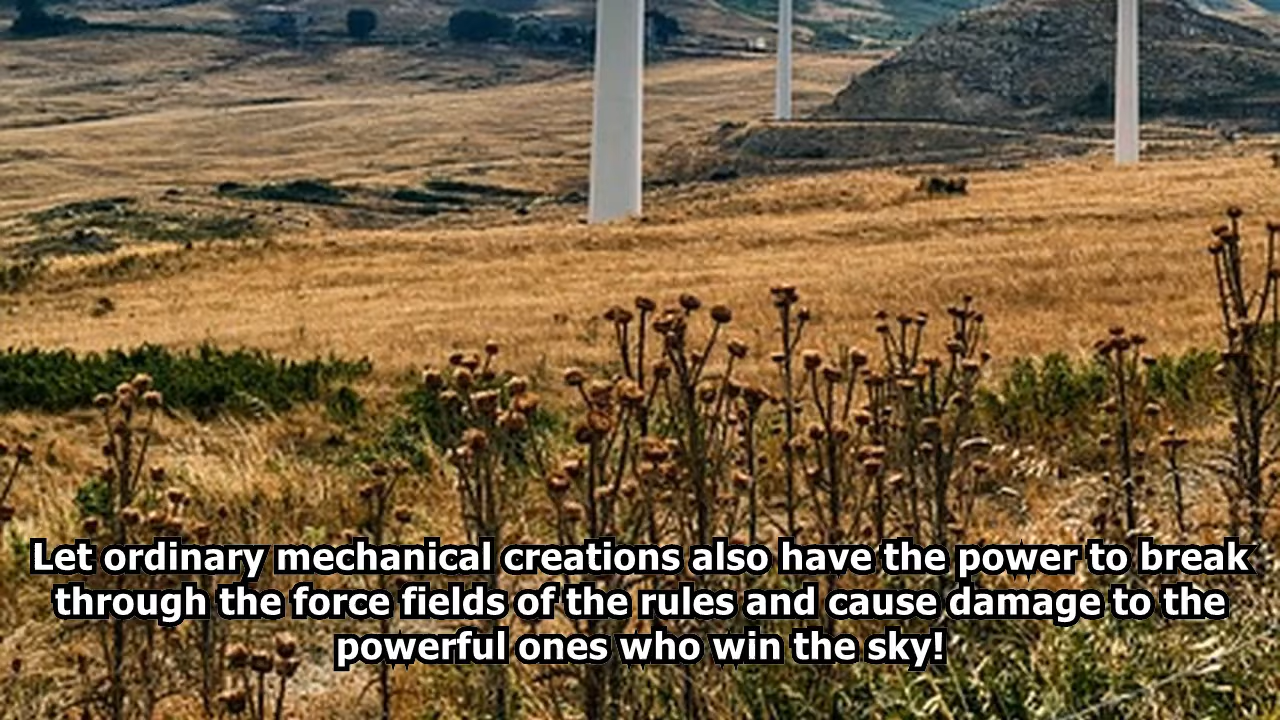 Let ordinary mechanical creations also have the power to break
through the force fields of the rules and cause damage to the
powerful ones who win the sky!